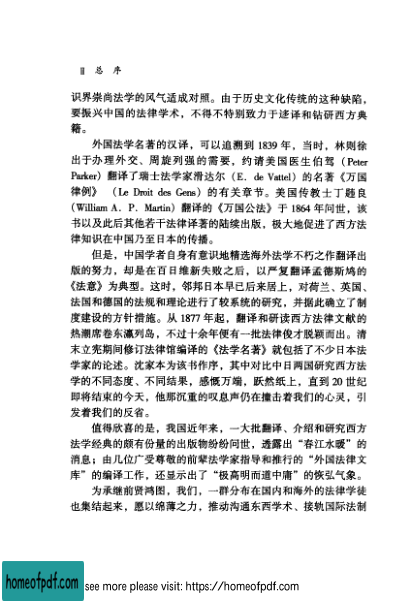 Ⅱ 总 序
识界崇尚法学的风气适成对照。由于历史文化传统的这种缺陷，
要振兴中国的法律学术，不得不特别致力于迻译和钻研西方典
籍。
外国法学名著的汉译，可以追溯到 1839 年，当时，林则徐
出于办理外交、周旋列强的需要，约请美国医生伯驾（Peter
Parker）翻译了瑞士法学家滑达尔（E. de Vattel）的名著《万国
律例》 （Le Droit des Gens）的有关章节。美国传教士丁韪良
（William A. P. Martin）翻译的《万国公法》于 1864 年问世，该
书以及此后其他若干法律译著的陆续出版，极大地促进了西方法
律知识在中国乃至日本的传播。
但是，中国学者自身有意识地精选海外法学不朽之作翻译出
版的努力，却是在百日维新失败之后，以严复翻译孟德斯鸠的
《法意》为典型。这时，邻邦日本早已后来居上，对荷兰、英国、
法国和德国的法规和理论进行了较系统的研究，并据此确立了制
度建设的方针措施。从 1877 年起，翻译和研读西方法律文献的
热潮席卷东瀛列岛，不过十余年便有一批法律俊才脱颖而出。清
末立宪期间修订法律馆编译的《法学名著》就包括了不少日本法
学家的论述。沈家本为该书作序，其中对比中日两国研究西方法
学的不同态度、不同结果，感慨万端，跃然纸上，直到 20 世纪
即将结束的今天，他那沉重的叹息声仍在撞击着我们的心灵，引
发着我们的反省。
值得欣喜的是，我国近年来，一大批翻译、介绍和研究西方
法学经典的颇有份量的出版物纷纷问世，透露出“春江水暖”的
消息；由几位广受尊敬的前辈法学家指导和推行的“外国法律文
库”的编译工作，还显示出了“极高明而道中庸”的恢弘气象。
为承继前贤鸿图，我们，一群分布在国内和海外的法律学徒
也集结起来，愿以绵薄之力，推动沟通东西学术、接轨国际法制
homeofpdf.com
see more please visit: https://homeofpdf.com